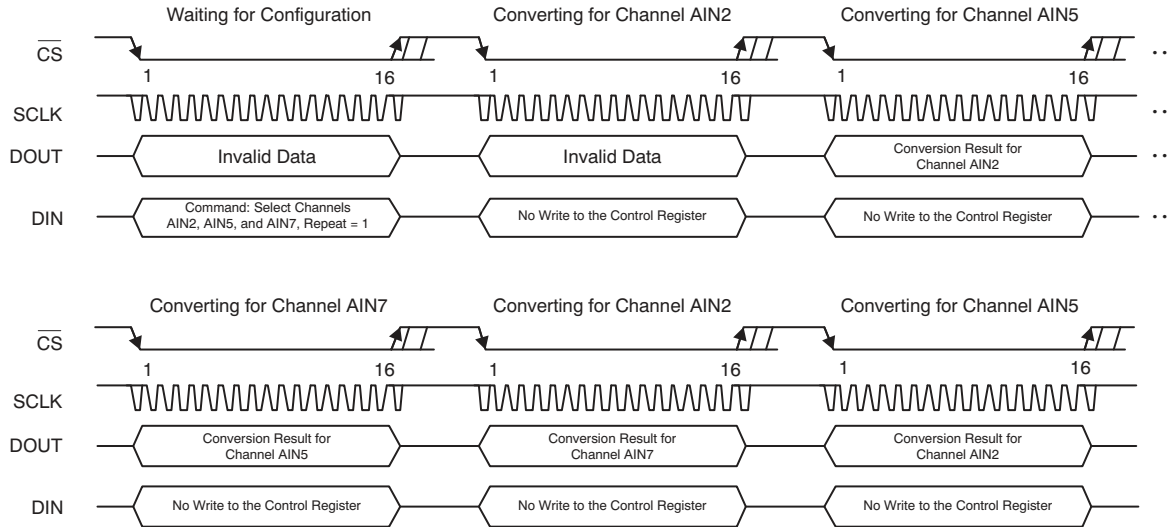 Waiting for Configuration
Converting for Channel AIN2
Converting for Channel AIN5
CS
1
16
1
16
1
16
SCLK
DOUT
Invalid Data
Invalid Data
Conversion Result for
Channel AIN2
DIN
Command: Select Channels
AIN2, AIN5, and AIN7, Repeat = 1
No Write to the Control Register
No Write to the Control Register
Converting for Channel AIN7
Converting for Channel AIN2
Converting for Channel AIN5
CS
1
16
1
16
1
16
SCLK
DOUT
Conversion Result for
Channel AIN5
Conversion Result for
Channel AIN7
Conversion Result for
Channel AIN2
DIN
No Write to the Control Register
No Write to the Control Register
No Write to the Control Register